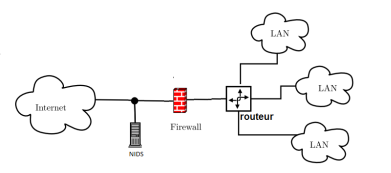 LAN
LAN
Internet
routeur
Firewall
NIDS
LAN